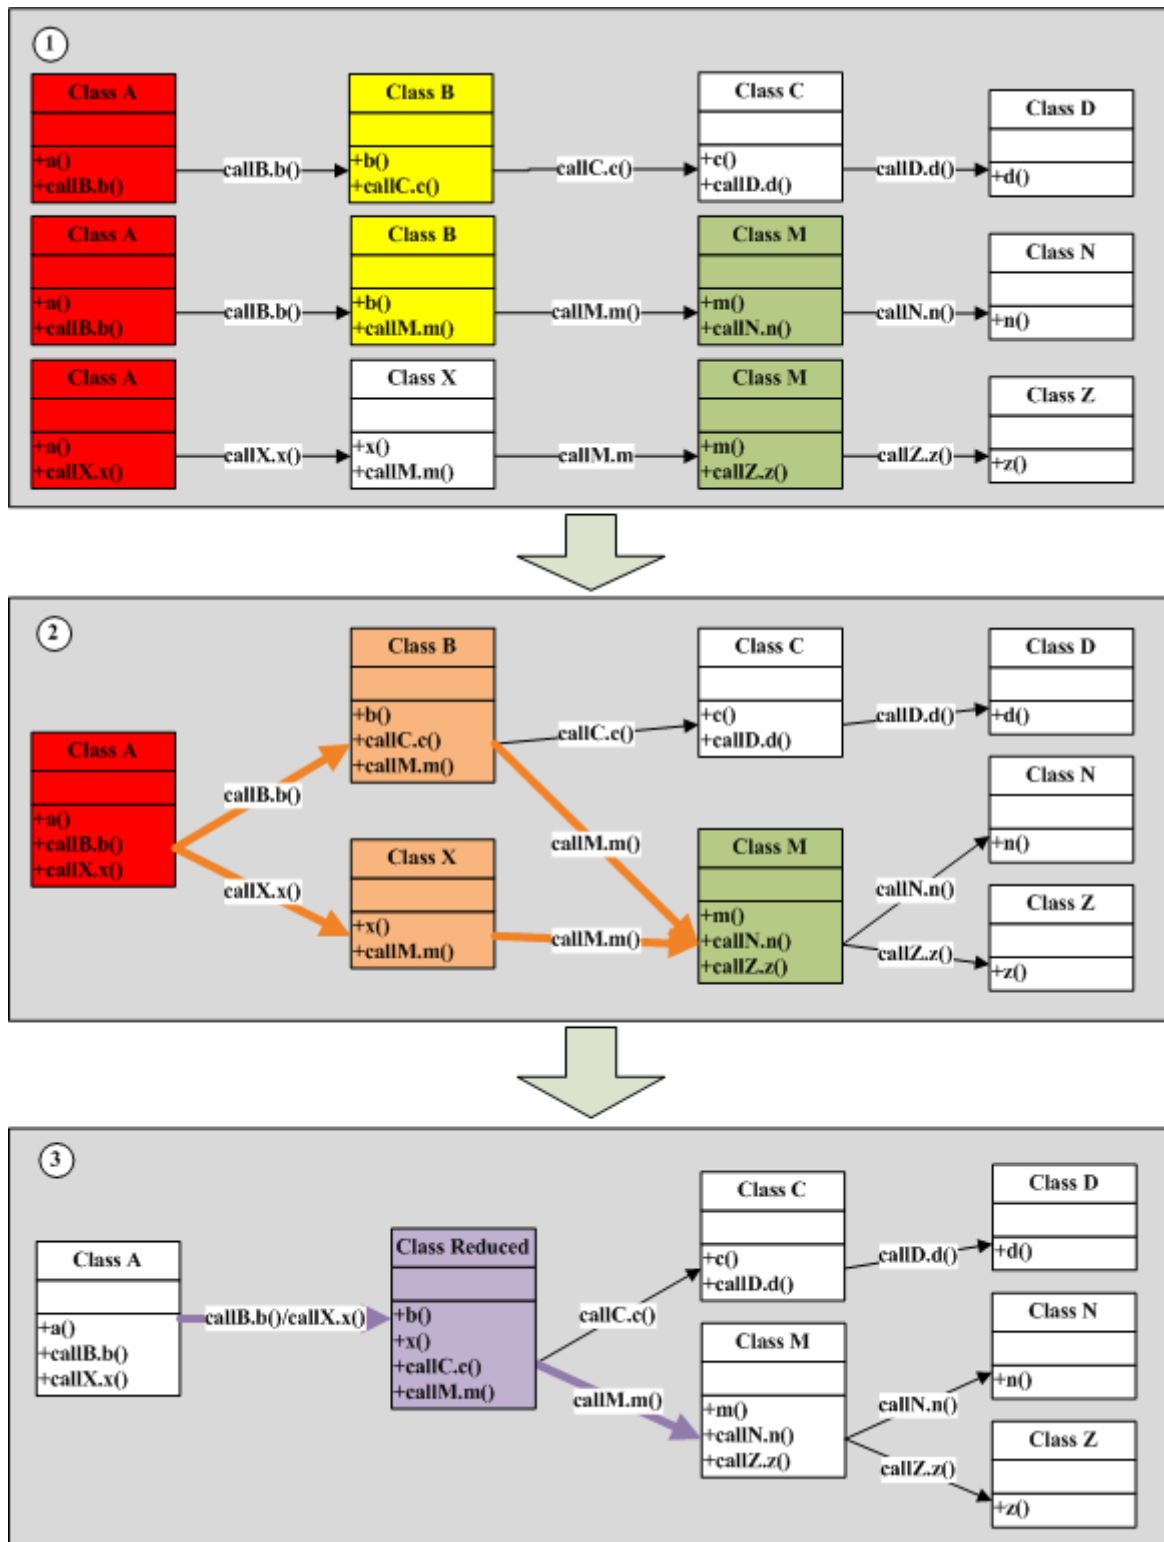 1
Class A
+a()
+callB.b()
callB.b()
Class B
+b()
+callC.c()
callC.c()
Class C
+c()
+callD.d()
callD.d()
Class D
+d()
Class A
+a()
+callB.b()
callB.b()
Class B
+b()
+callM.m()
callM.m()
Class M
+m()
+callN.n()
callN.n()
Class N
+n()
Class A
+a()
+callX.x()
callX.x()
Class X
+x()
+callM.m()
callM.m
Class M
+m()
+callZ.z()
callZ.z()
Class Z
+z()
2
Class A
+a()
+callB.b()
+callX.x()
callB.b()
callX.x()
Class B
+b()
+callC.c()
+callM.m()
Class X
+x()
+callM.m()
callC.c()
callM.m()
callM.m()
Class C
+c()
+callD.d()
Class M
+m()
+callN.n()
+callZ.z()
callD.d()
callN.n()
callZ.z()
Class D
+d()
Class N
+n()
Class Z
+z()
3
Class A
+a()
+callB.b()
+callX.x()
callB.b()/callX.x()
Class Reduced
+b()
+x()
+callC.c()
+callM.m()
callC.c()
callM.m()
Class C
+c()
+callD.d()
Class M
+m()
+callN.n()
+callZ.z()
callD.d()
callN.n()
callZ.z()
Class D
+d()
Class N
+n()
Class Z
+z()